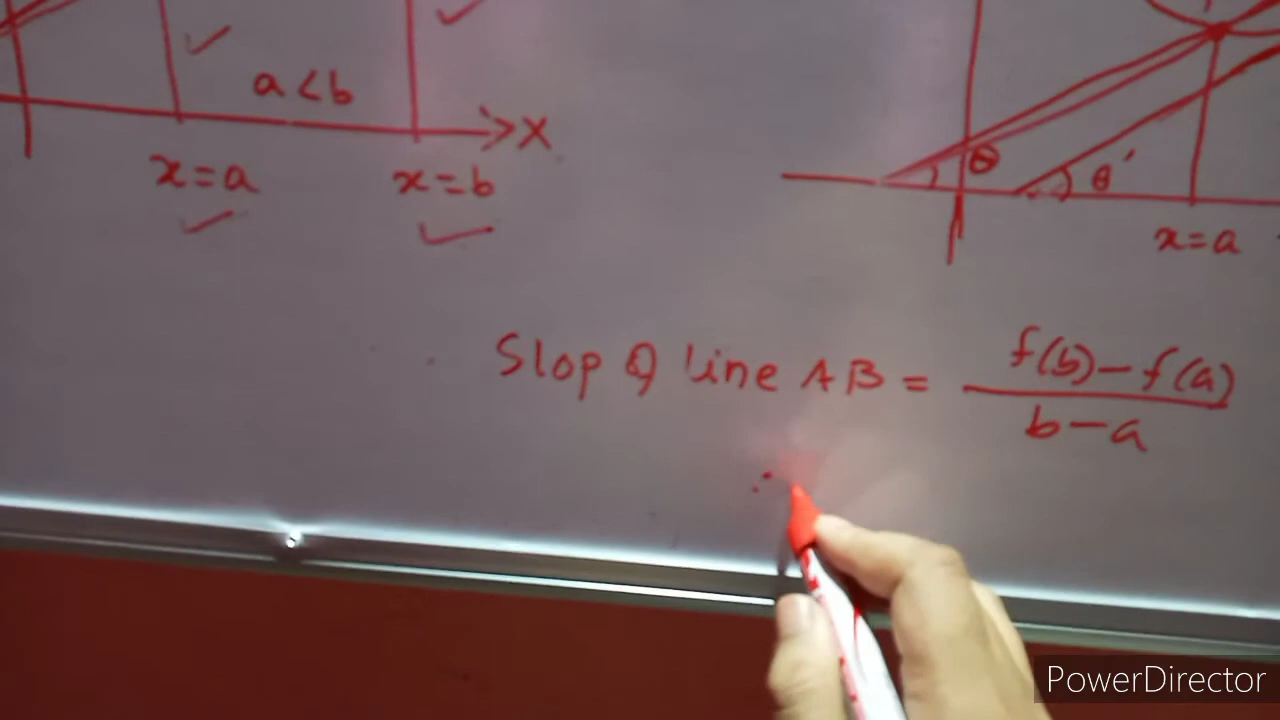 a < b
X
x = a
x = b
θ
θ′
x = a
Slop of line AB = f(b) – f(a) / b – a
PowerDirector